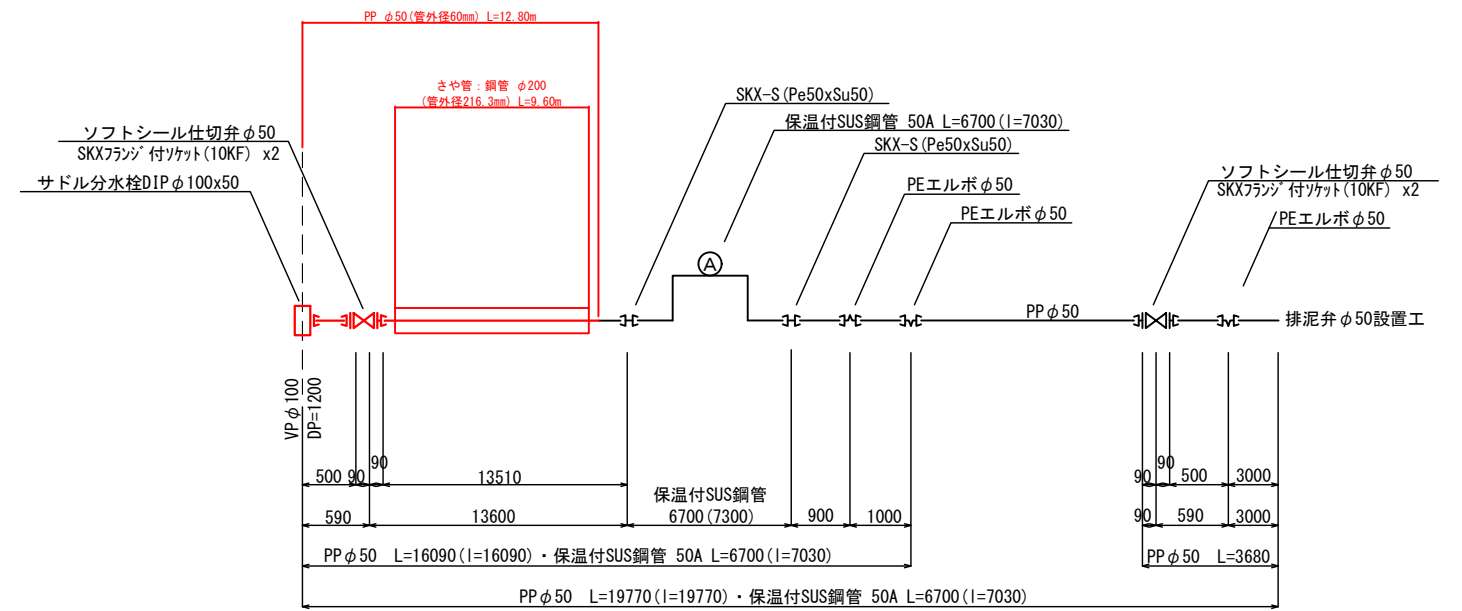 PP φ50(管外径60mm) L=12.80m
さや管：鋼管 φ200
(管外径216.3mm) L=9.60m
SKX-S(Pe50xSu50)
保温付SUS鋼管 50A L=6700(l=7030)
SKX-S(Pe50xSu50)
ソフトシール仕切弁φ50
SKXフランジ付ソケット(10KF) x2
サドル分水栓DIPφ100x50
PEエルボφ50
PEエルボφ50
ソフトシール仕切弁φ50
SKXフランジ付ソケット(10KF) x2
PEエルボφ50
A
PPφ50
排泥弁φ50設置工
VPφ100
DP=1200
500 90 90 13510
90 90 500 3000
保温付SUS鋼管
590 13600 6700(7300) 900 1000
90 590 3000
PPφ50 L=16090(l=16090)・保温付SUS鋼管 50A L=6700(l=7030)
PPφ50 L=3680
PPφ50 L=19770(l=19770)・保温付SUS鋼管 50A L=6700(l=7030)